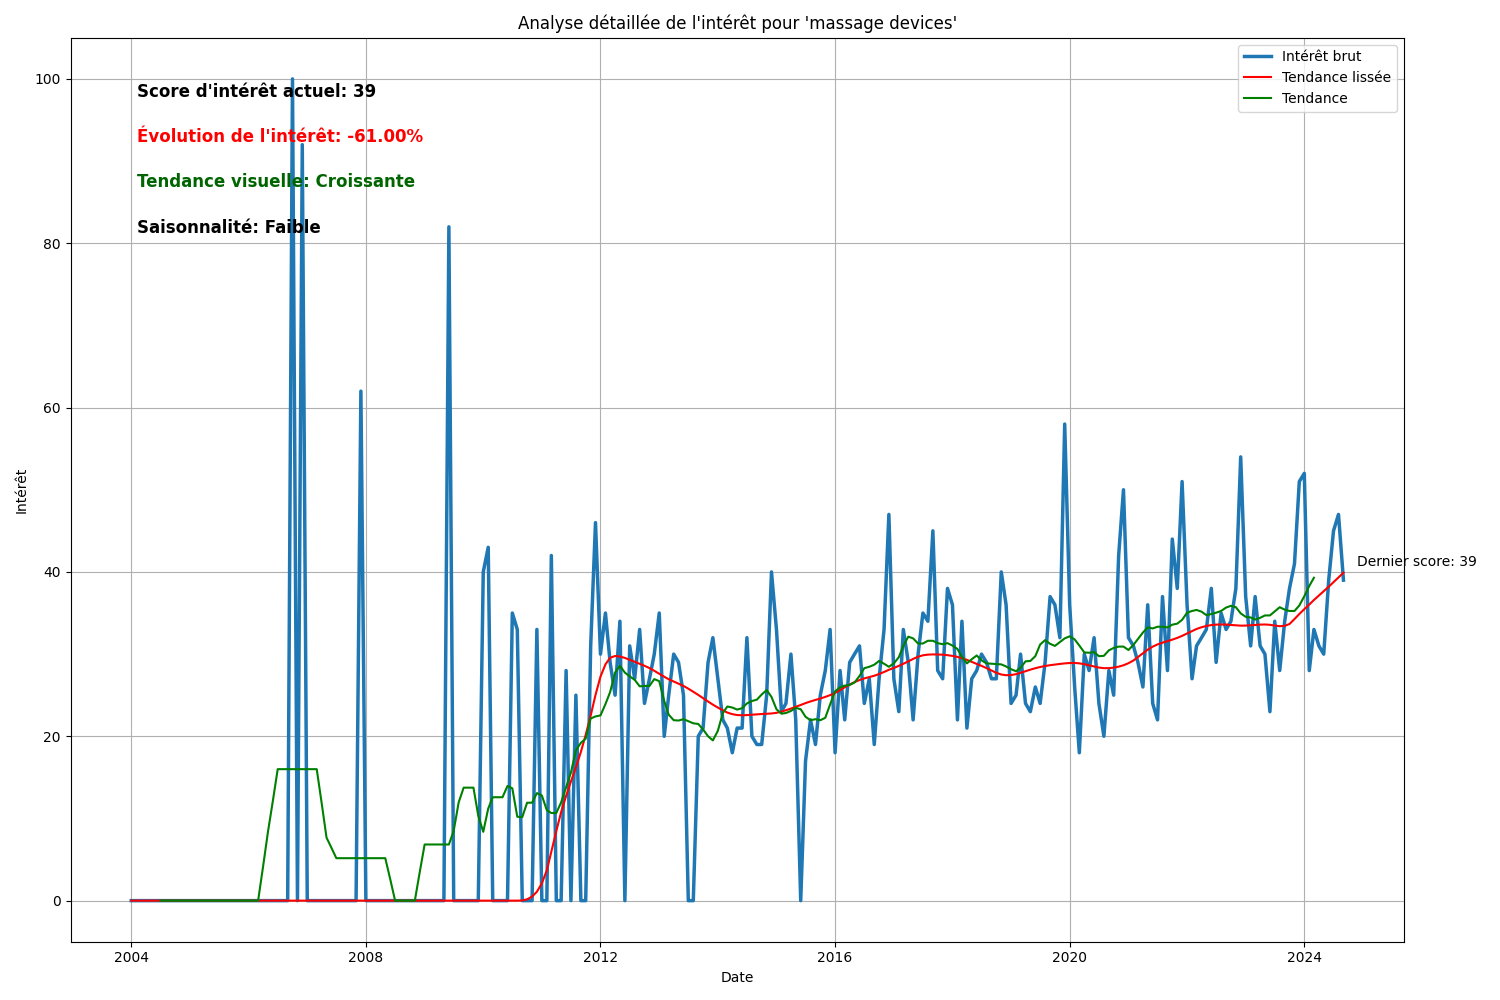 Analyse détaillée de l'intérêt pour 'massage devices'
Intérêt brut
Tendance lissée
Tendance
Score d'intérêt actuel: 39
Évolution de l'intérêt: -61.00%
Tendance visuelle: Croissante
Saisonnalité: Faible
Dernier score: 39
Intérêt
100
80
60
40
20
0
2004
2008
2012
2016
2020
2024
Date